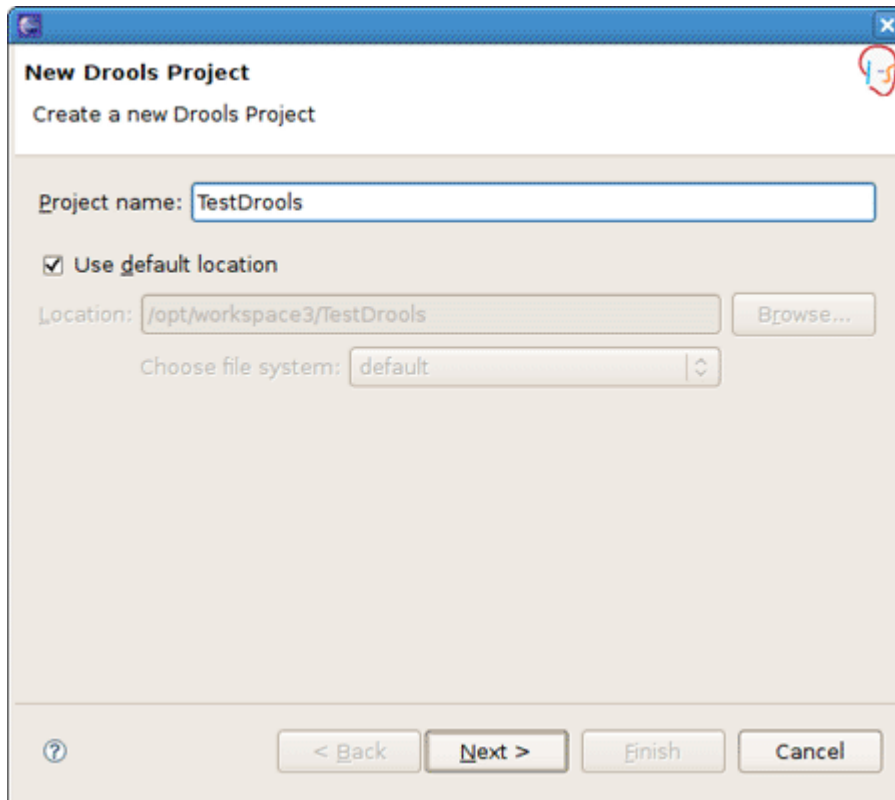 New Drools Project
Create a new Drools Project
Project name: TestDrools
Use default location
Location: /opt/workspace3/TestDrools Browse...
Choose file system: default
? < Back Next > Finish Cancel